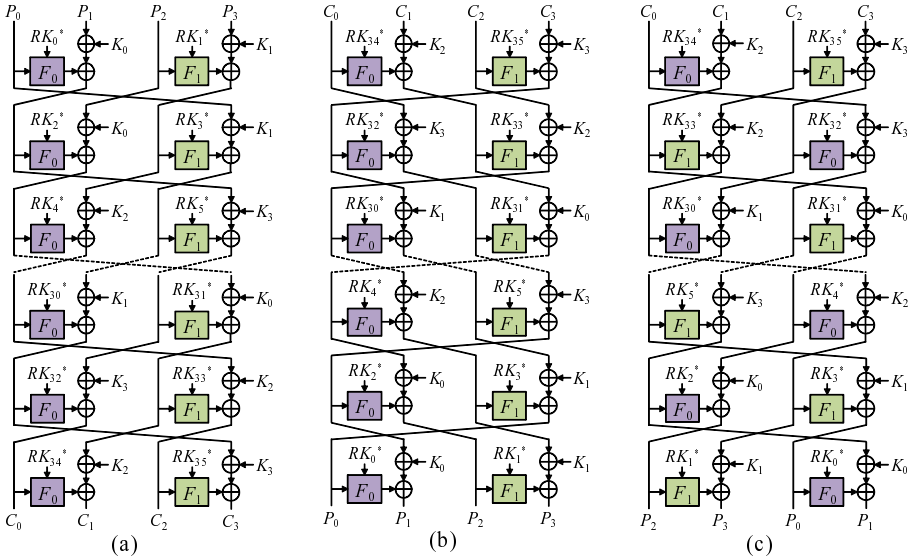 P0 P1 P2 P3 C0 C1 C2 C3 C0 C1 C2 C3
RK0* K0 RK1* K1 RK34* K2 RK35* K3 RK34* K2 RK35* K3
F0 F1 F0 F1 F0 F1
RK2* K0 RK3* K1 RK32* K3 RK33* K2 RK33* K2 RK32* K3
F0 F1 F0 F1 F1 F0
RK4* K2 RK5* K3 RK30* K1 RK31* K0 RK30* K1 RK31* K0
F0 F1 F0 F1 F0 F1
RK30* K1 RK31* K0 RK4* K2 RK5* K3 RK5* K3 RK4* K2
F0 F1 F0 F1 F1 F0
RK32* K3 RK33* K2 RK2* K0 RK3* K1 RK2* K0 RK3* K1
F0 F1 F0 F1 F0 F1
RK34* K2 RK35* K3 RK0* K0 RK1* K1 RK1* K1 RK0* K0
F0 F1 F0 F1 F1 F0
C0 C1 C2 C3 P0 P1 P2 P3 P2 P3 P0 P1
(a) (b) (c)